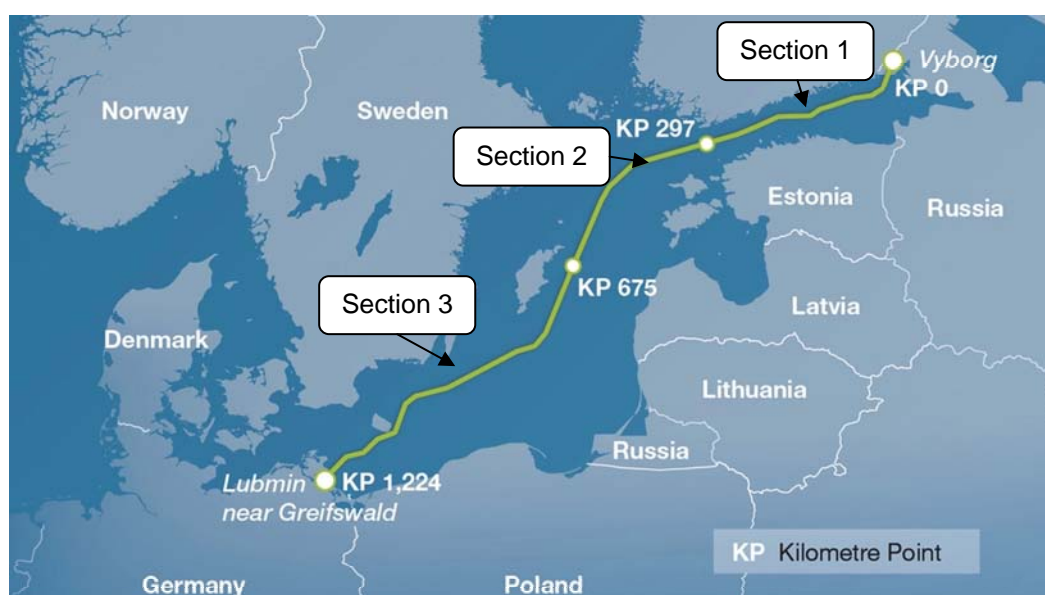 Section 1
Vyborg
KP 0
Norway
Sweden
KP 297
Section 2
Estonia
Russia
KP 675
Section 3
Latvia
Denmark
Lithuania
Russia
Lubmin
near Greifswald
KP 1,224
KP Kilometre Point
Germany
Poland